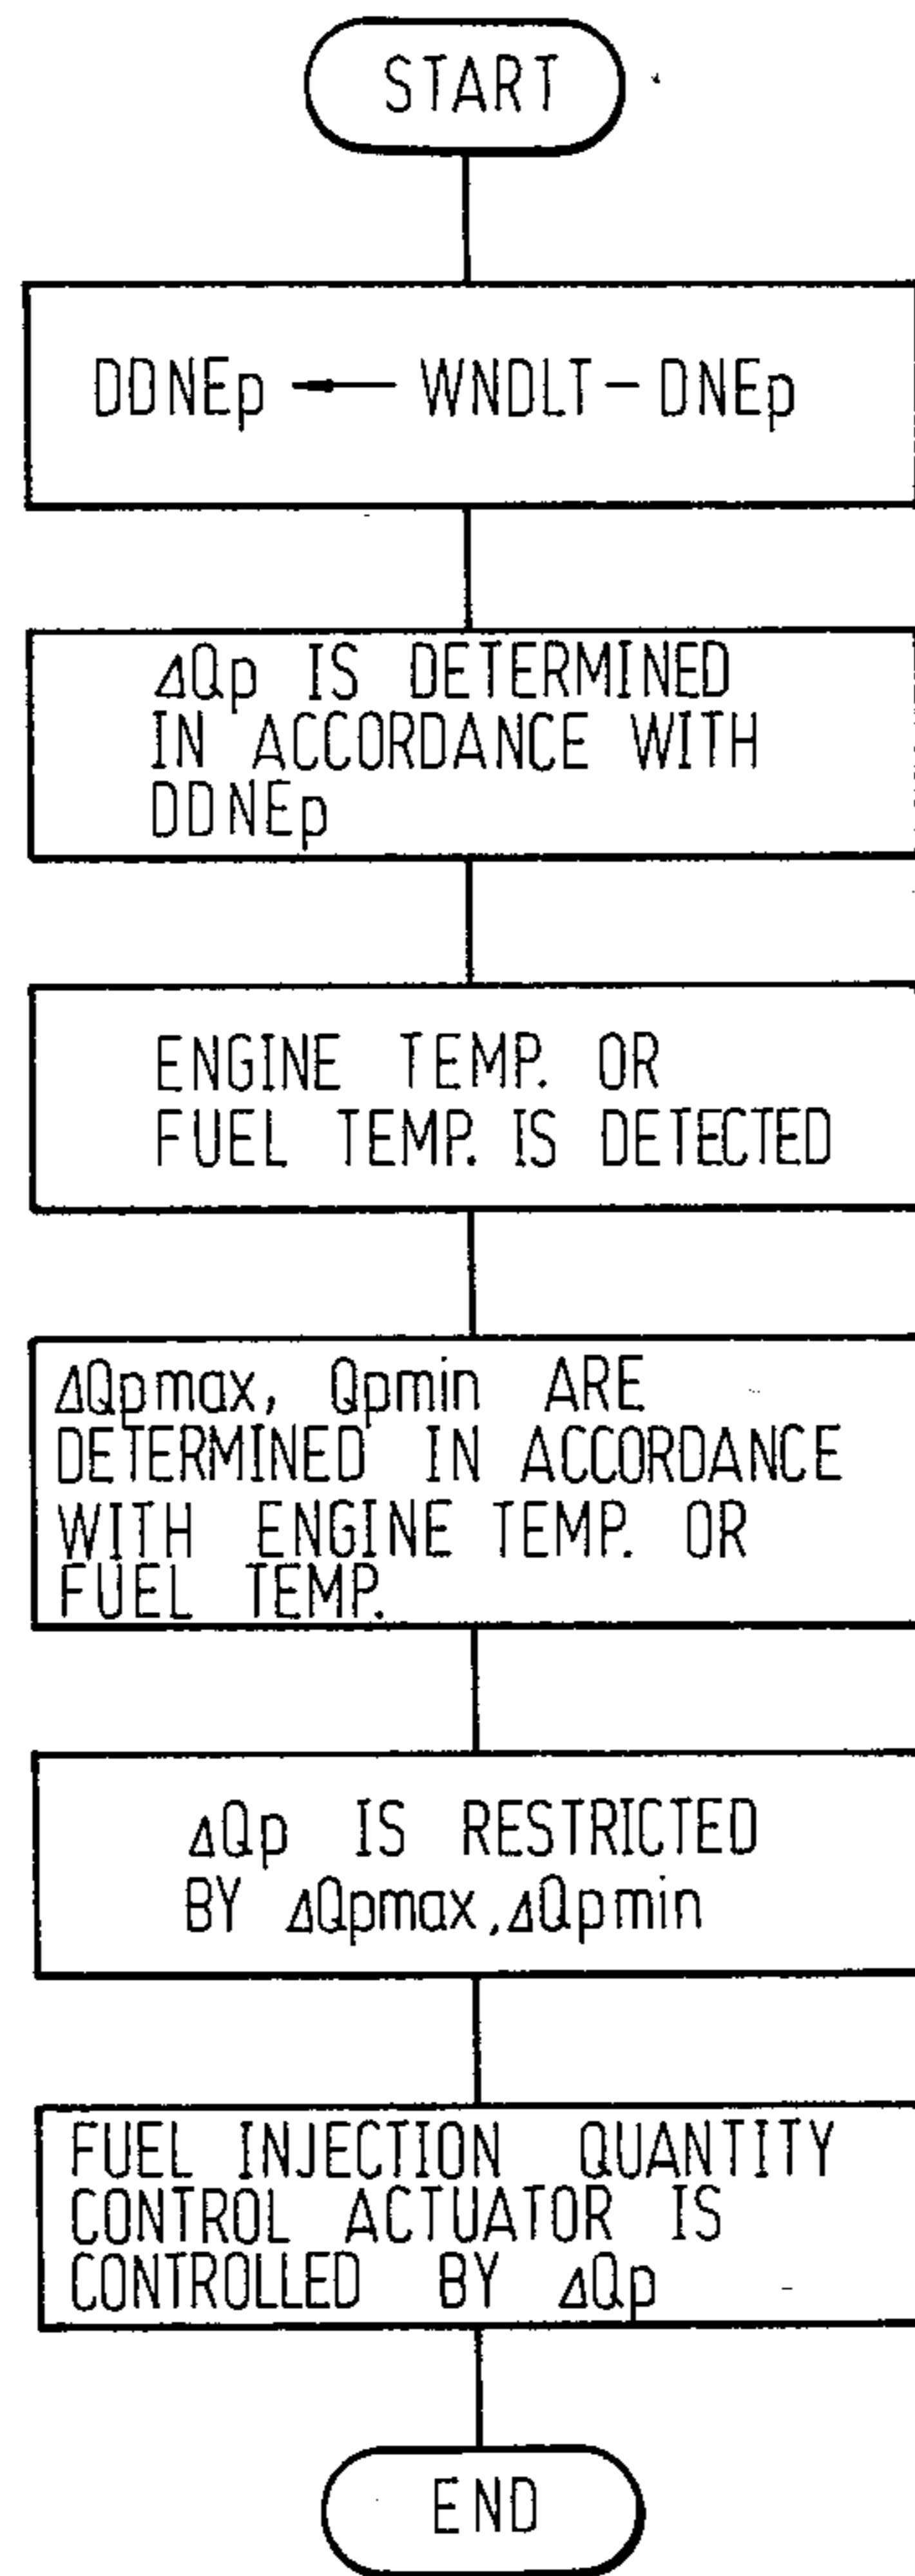 START
DDNEp ← WNDLT - DNEp
ΔQp IS DETERMINED
IN ACCORDANCE WITH
DDNEp
ENGINE TEMP. OR
FUEL TEMP. IS DETECTED
ΔQpmax, Qpmin ARE
DETERMINED IN ACCORDANCE
WITH ENGINE TEMP. OR
FUEL TEMP.
ΔQp IS RESTRICTED
BY ΔQpmax, ΔQpmin
FUEL INJECTION QUANTITY
CONTROL ACTUATOR IS
CONTROLLED BY ΔQp
END